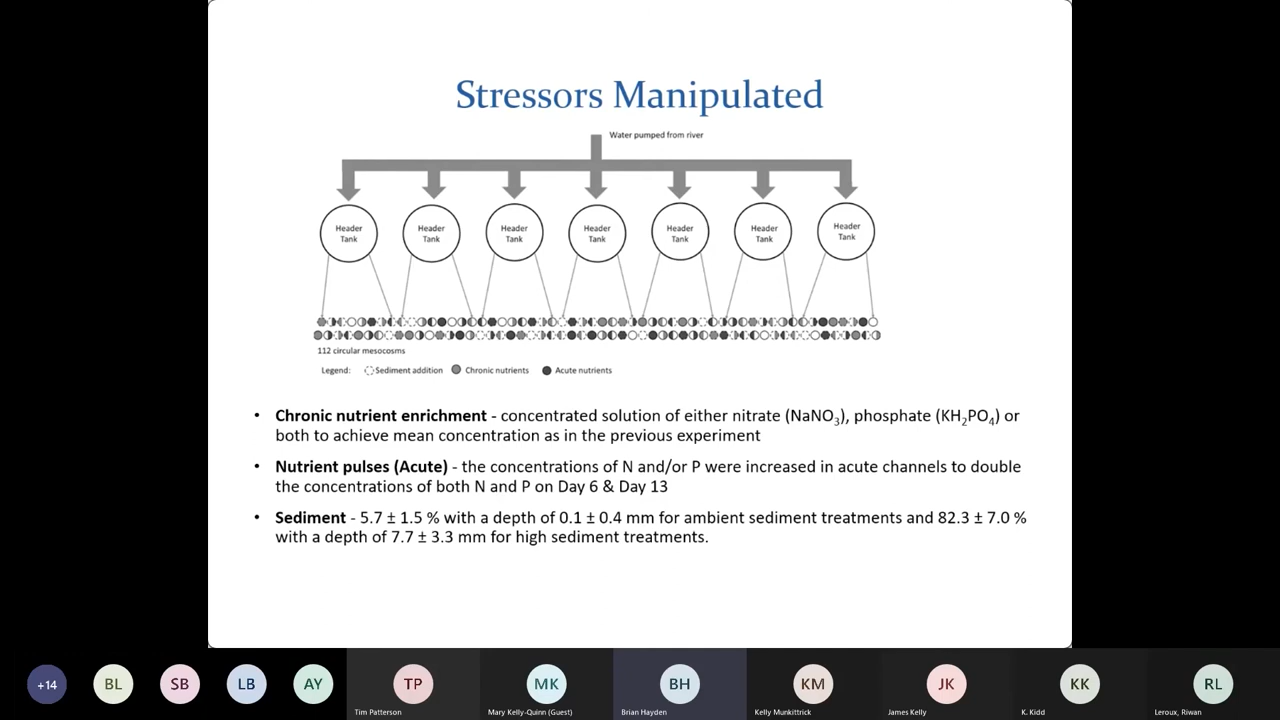 Stressors Manipulated
Water pumped from river
Header Tank
Header Tank
Header Tank
Header Tank
Header Tank
Header Tank
Header Tank
112 circular mesocosms
Legend: Sediment addition Chronic nutrients Acute nutrients
• Chronic nutrient enrichment - concentrated solution of either nitrate (NaNO₃), phosphate (KH₂PO₄) or
both to achieve mean concentration as in the previous experiment
• Nutrient pulses (Acute) - the concentrations of N and/or P were increased in acute channels to double
the concentrations of both N and P on Day 6 & Day 13
• Sediment - 5.7 ± 1.5 % with a depth of 0.1 ± 0.4 mm for ambient sediment treatments and 82.3 ± 7.0 %
with a depth of 7.7 ± 3.3 mm for high sediment treatments.
+14 BL SB LB AY TP MK BH KM JK KK RL
Tim Patterson Mary Kelly-Quinn (Guest) Brian Hayden Kelly Munkittrick James Kelly K. Kidd Leroux, Riwan